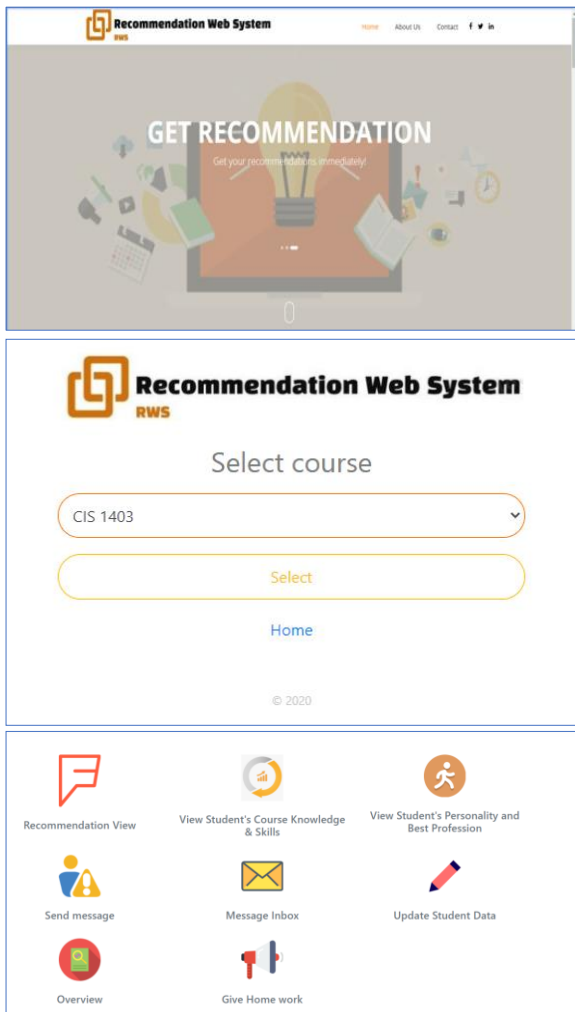 Recommendation Web System
RWS
Home About Us Contact
GET RECOMMENDATION
Get your recommendations immediately!
Recommendation Web System
RWS
Select course
CIS 1403
Select
Home
© 2020
Recommendation View
View Student's Course Knowledge
& Skills
View Student's Personality and
Best Profession
Send message
Message Inbox
Update Student Data
Overview
Give Home work